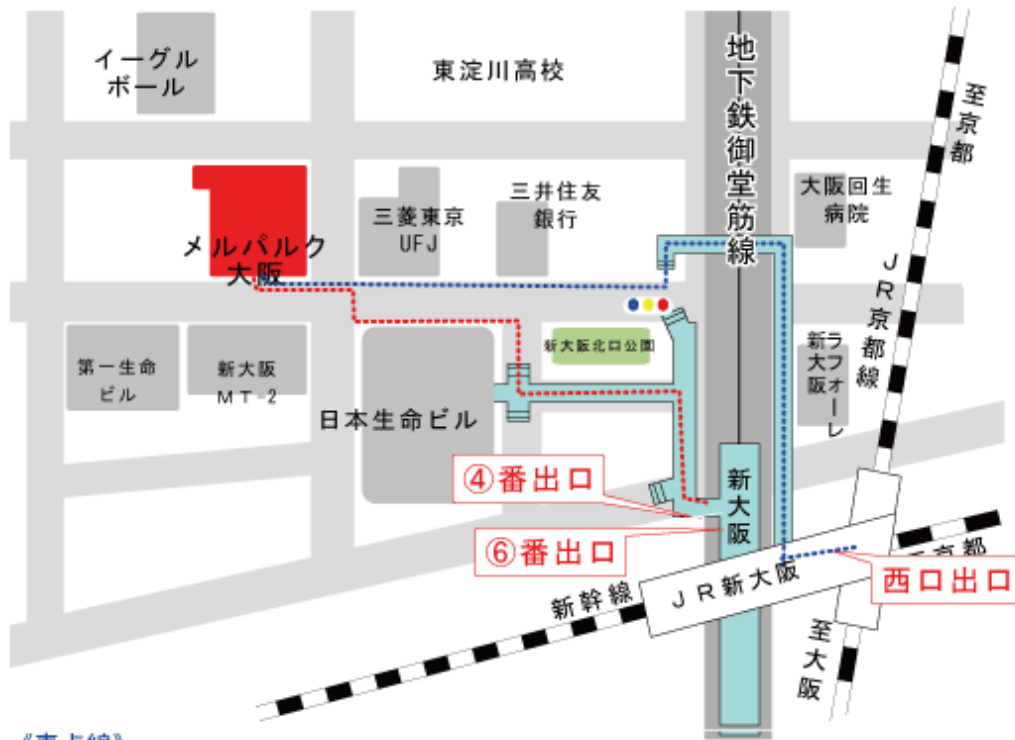 イーグル
ボール
東淀川高校
地下鉄御堂筋線
至京都
大阪回生
病院
三井住友
銀行
三菱東京
UFJ
メルパルク
大阪
JR京都線
新大阪北口公園
第一生命
ビル
新大阪
MT-2
日本生命ビル
ラフォーレ
新大阪
④番出口
新大阪
⑥番出口
西口出口
JR新大阪
新幹線
至大阪